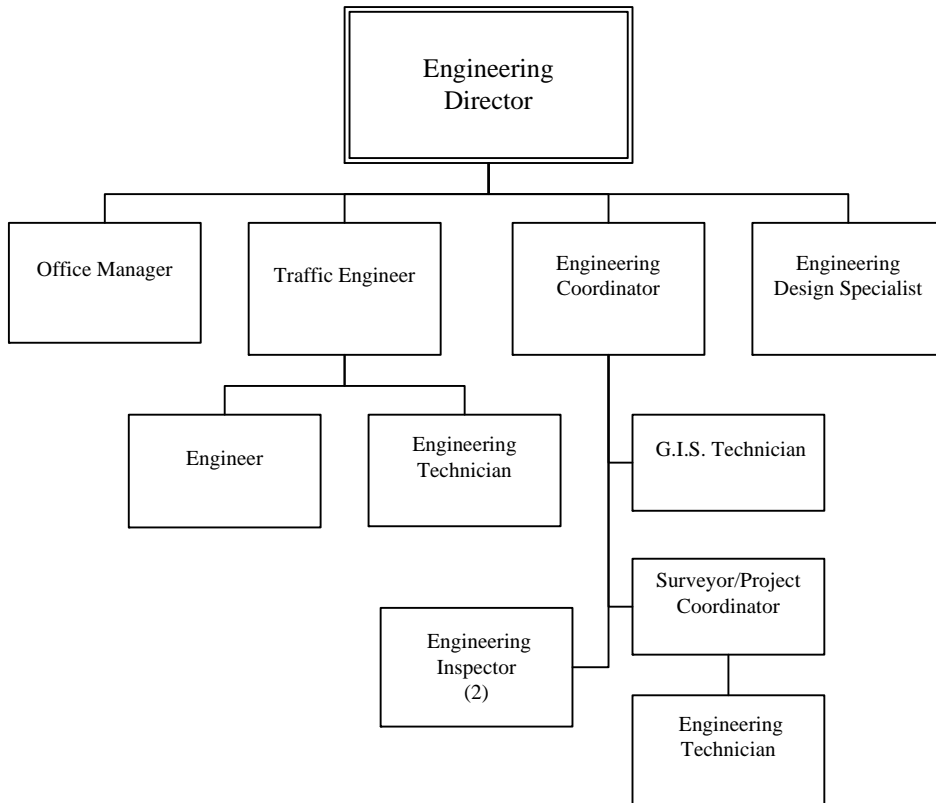 Engineering
Director
Office Manager
Traffic Engineer
Engineering
Coordinator
Engineering
Design Specialist
Engineer
Engineering
Technician
G.I.S. Technician
Surveyor/Project
Coordinator
Engineering
Inspector
(2)
Engineering
Technician